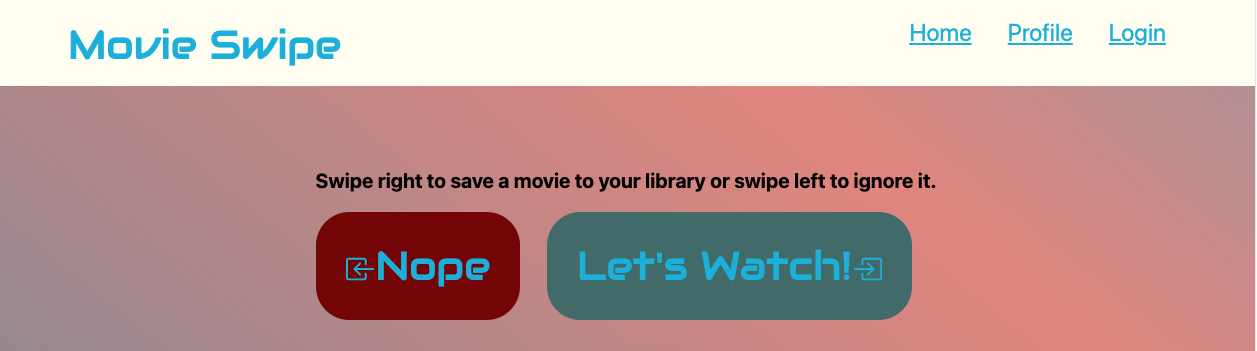 Movie Swipe
Home Profile Login
Swipe right to save a movie to your library or swipe left to ignore it.
Nope
Let's Watch!